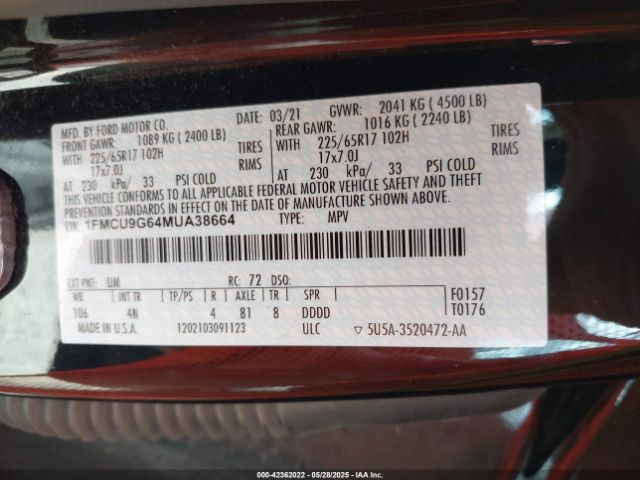 MFD. BY FORD MOTOR CO. DATE: 03/21 GVWR: 2041 KG ( 4500 LB)
FRONT GAWR: 1089 KG ( 2400 LB) REAR GAWR: 1016 KG ( 2240 LB)
WITH 225/65R17 102H TIRES WITH 225/65R17 102H TIRES
17x7.0J RIMS 17x7.0J RIMS
AT 230 kPa/ 33 PSI COLD AT 230 kPa/ 33 PSI COLD
THIS VEHICLE CONFORMS TO ALL APPLICABLE FEDERAL MOTOR VEHICLE SAFETY AND THEFT
PREVENTION STANDARDS IN EFFECT ON THE DATE OF MANUFACTURE SHOWN ABOVE.
VIN: 1FMCU9G64MUA38664 TYPE: MPV
EXT PNT: UM RC: 72 DSO:
WB INT TR TP/PS R AXLE TR SPR F0157
106 4N 4 81 8 DDDD T0176
MADE IN U.S.A. 1202103091123 ULC ▽ 5U5A-3520472-AA
000-42362022 — 05/28/2025 — IAAHOLDINGS, LLC